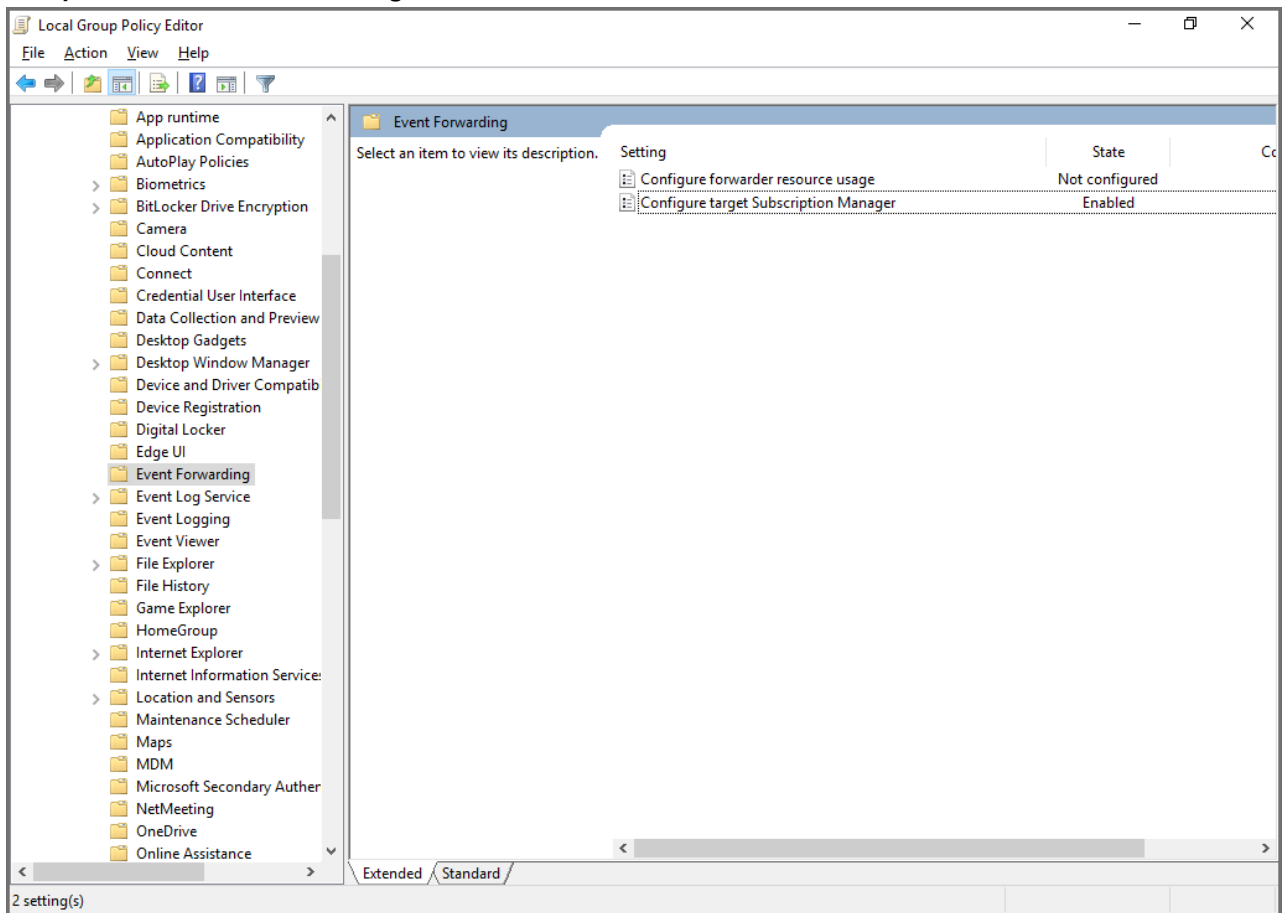 Local Group Policy Editor
File Action View Help
App runtime
Application Compatibility
AutoPlay Policies
Biometrics
BitLocker Drive Encryption
Camera
Cloud Content
Connect
Credential User Interface
Data Collection and Preview
Desktop Gadgets
Desktop Window Manager
Device and Driver Compatib
Device Registration
Digital Locker
Edge UI
Event Forwarding
Event Log Service
Event Logging
Event Viewer
File Explorer
File History
Game Explorer
HomeGroup
Internet Explorer
Internet Information Services
Location and Sensors
Maintenance Scheduler
Maps
MDM
Microsoft Secondary Auther
NetMeeting
OneDrive
Online Assistance
Event Forwarding
Select an item to view its description.
Setting State Co
Configure forwarder resource usage Not configured
Configure target Subscription Manager Enabled
Extended Standard
2 setting(s)